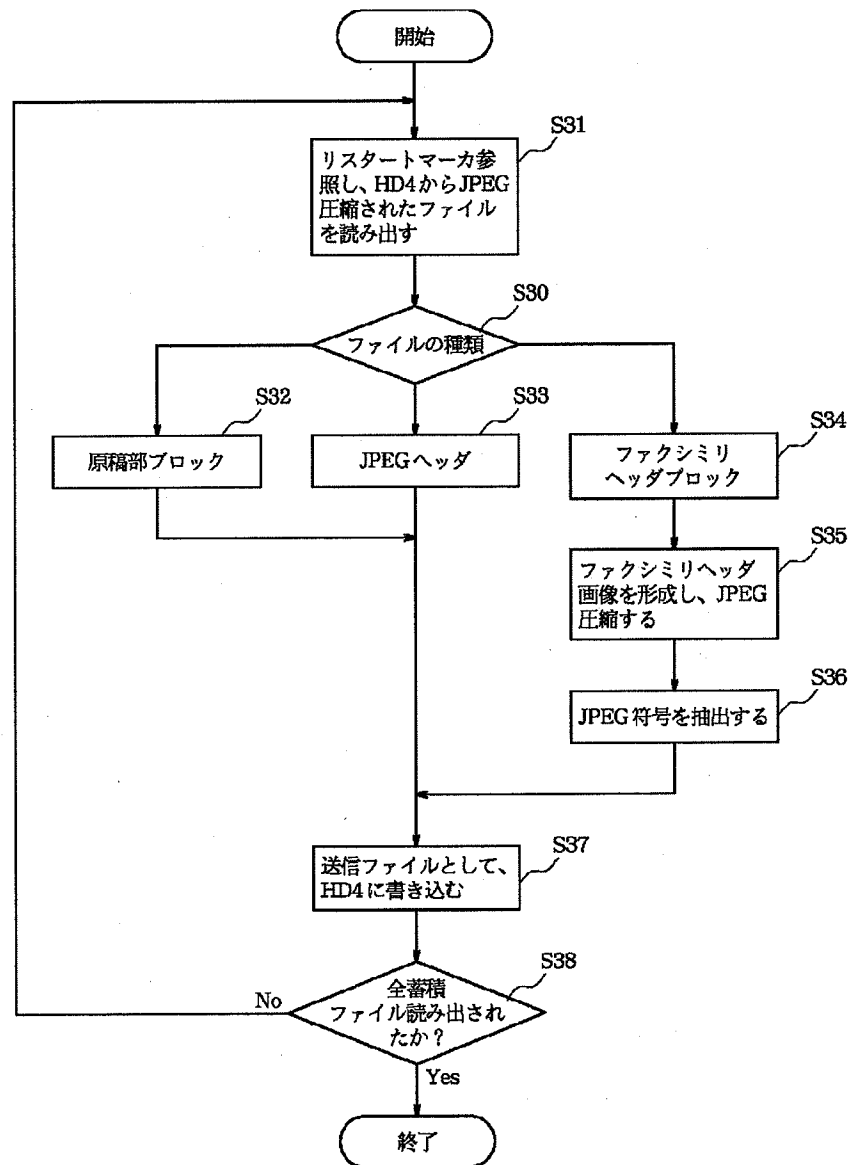 開始
S31
リスタートマーカ参
照し、HD4からJPEG
圧縮されたファイル
を読み出す
S30
ファイルの種類
S32
原稿部ブロック
S33
JPEGヘッダ
S34
ファクシミリ
ヘッダブロック
S35
ファクシミリヘッダ
画像を形成し、JPEG
圧縮する
S36
JPEG符号を抽出する
S37
送信ファイルとして、
HD4に書き込む
S38
全蓄積
ファイル読み出され
たか？
No
Yes
終了